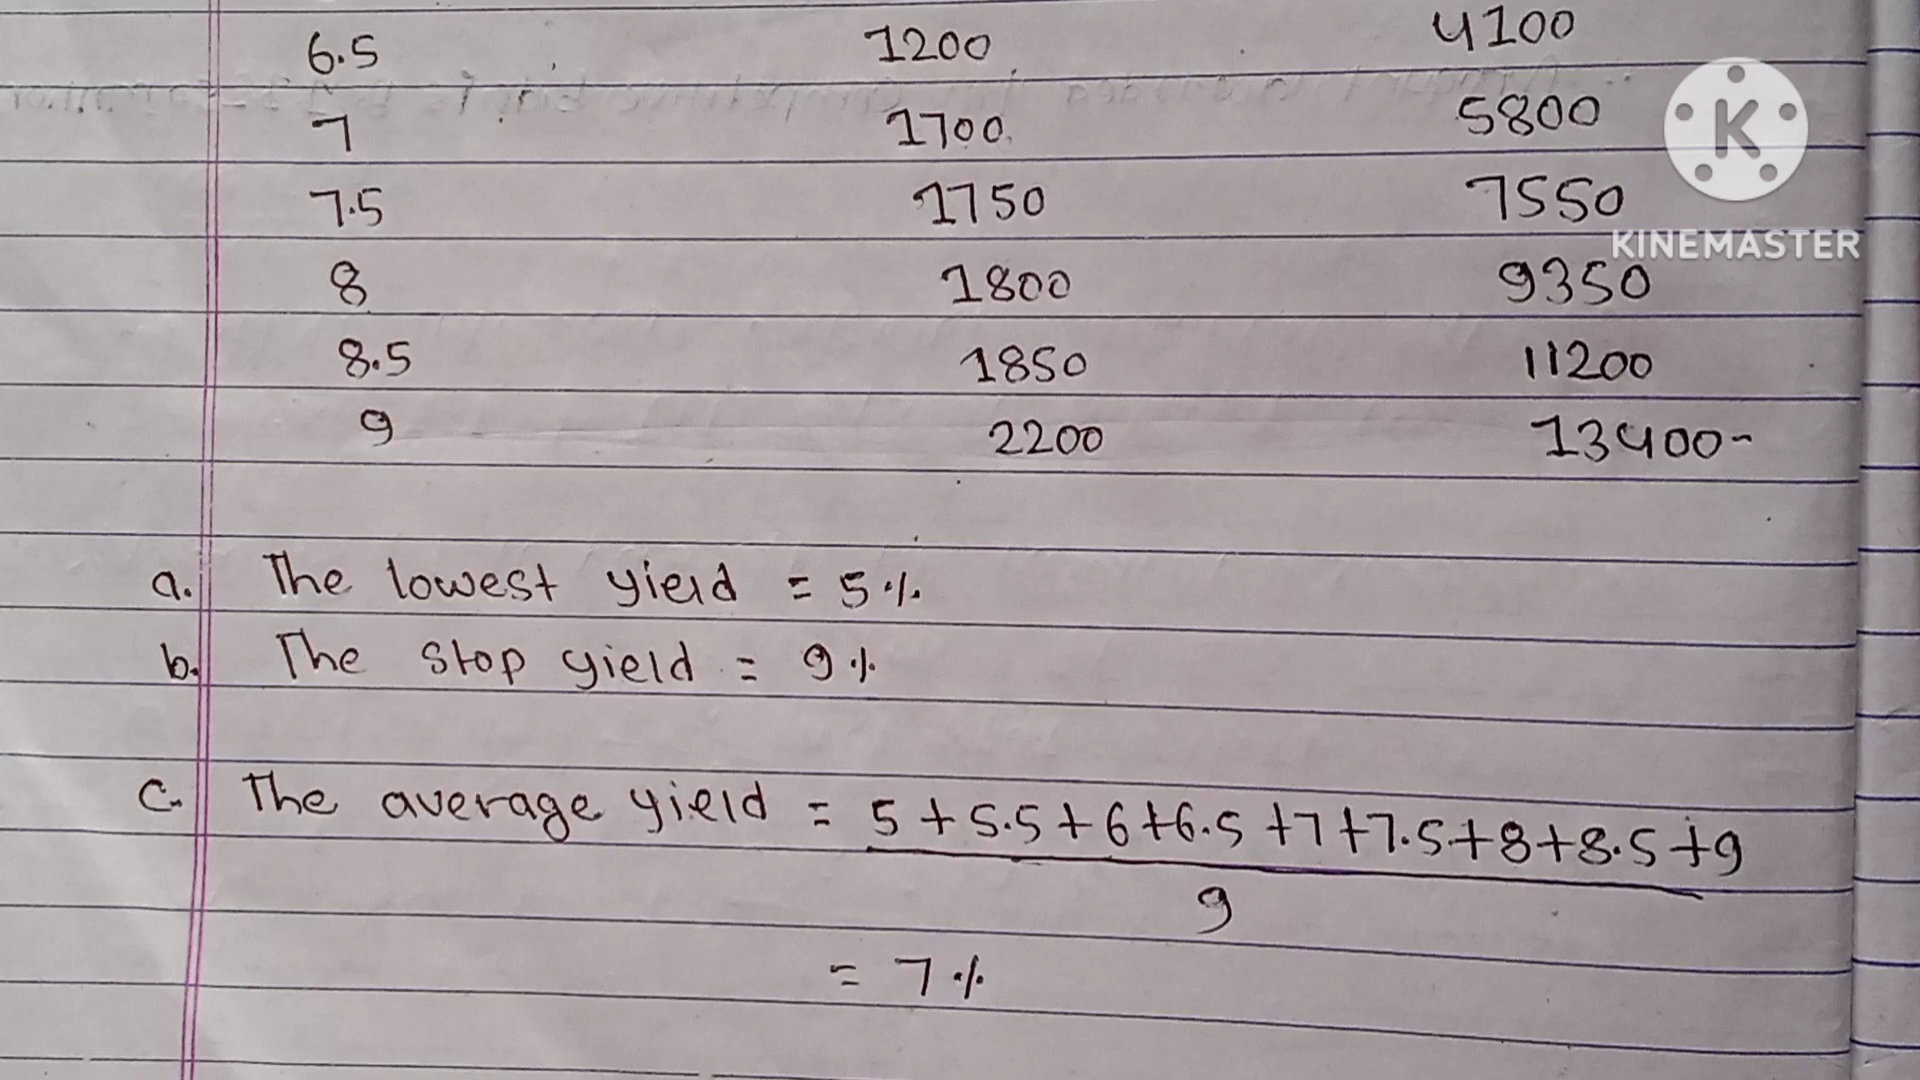 6.5 1200 4100
7 1700 5800
7.5 1750 7550
8 1800 9350
8.5 1850 11200
9 2200 13400-
K
KINEMASTER
a. The lowest yield = 5%
b. The stop yield = 9%
c. The average yield = 5+5.5+6+6.5+7+7.5+8+8.5+9
9
= 7%